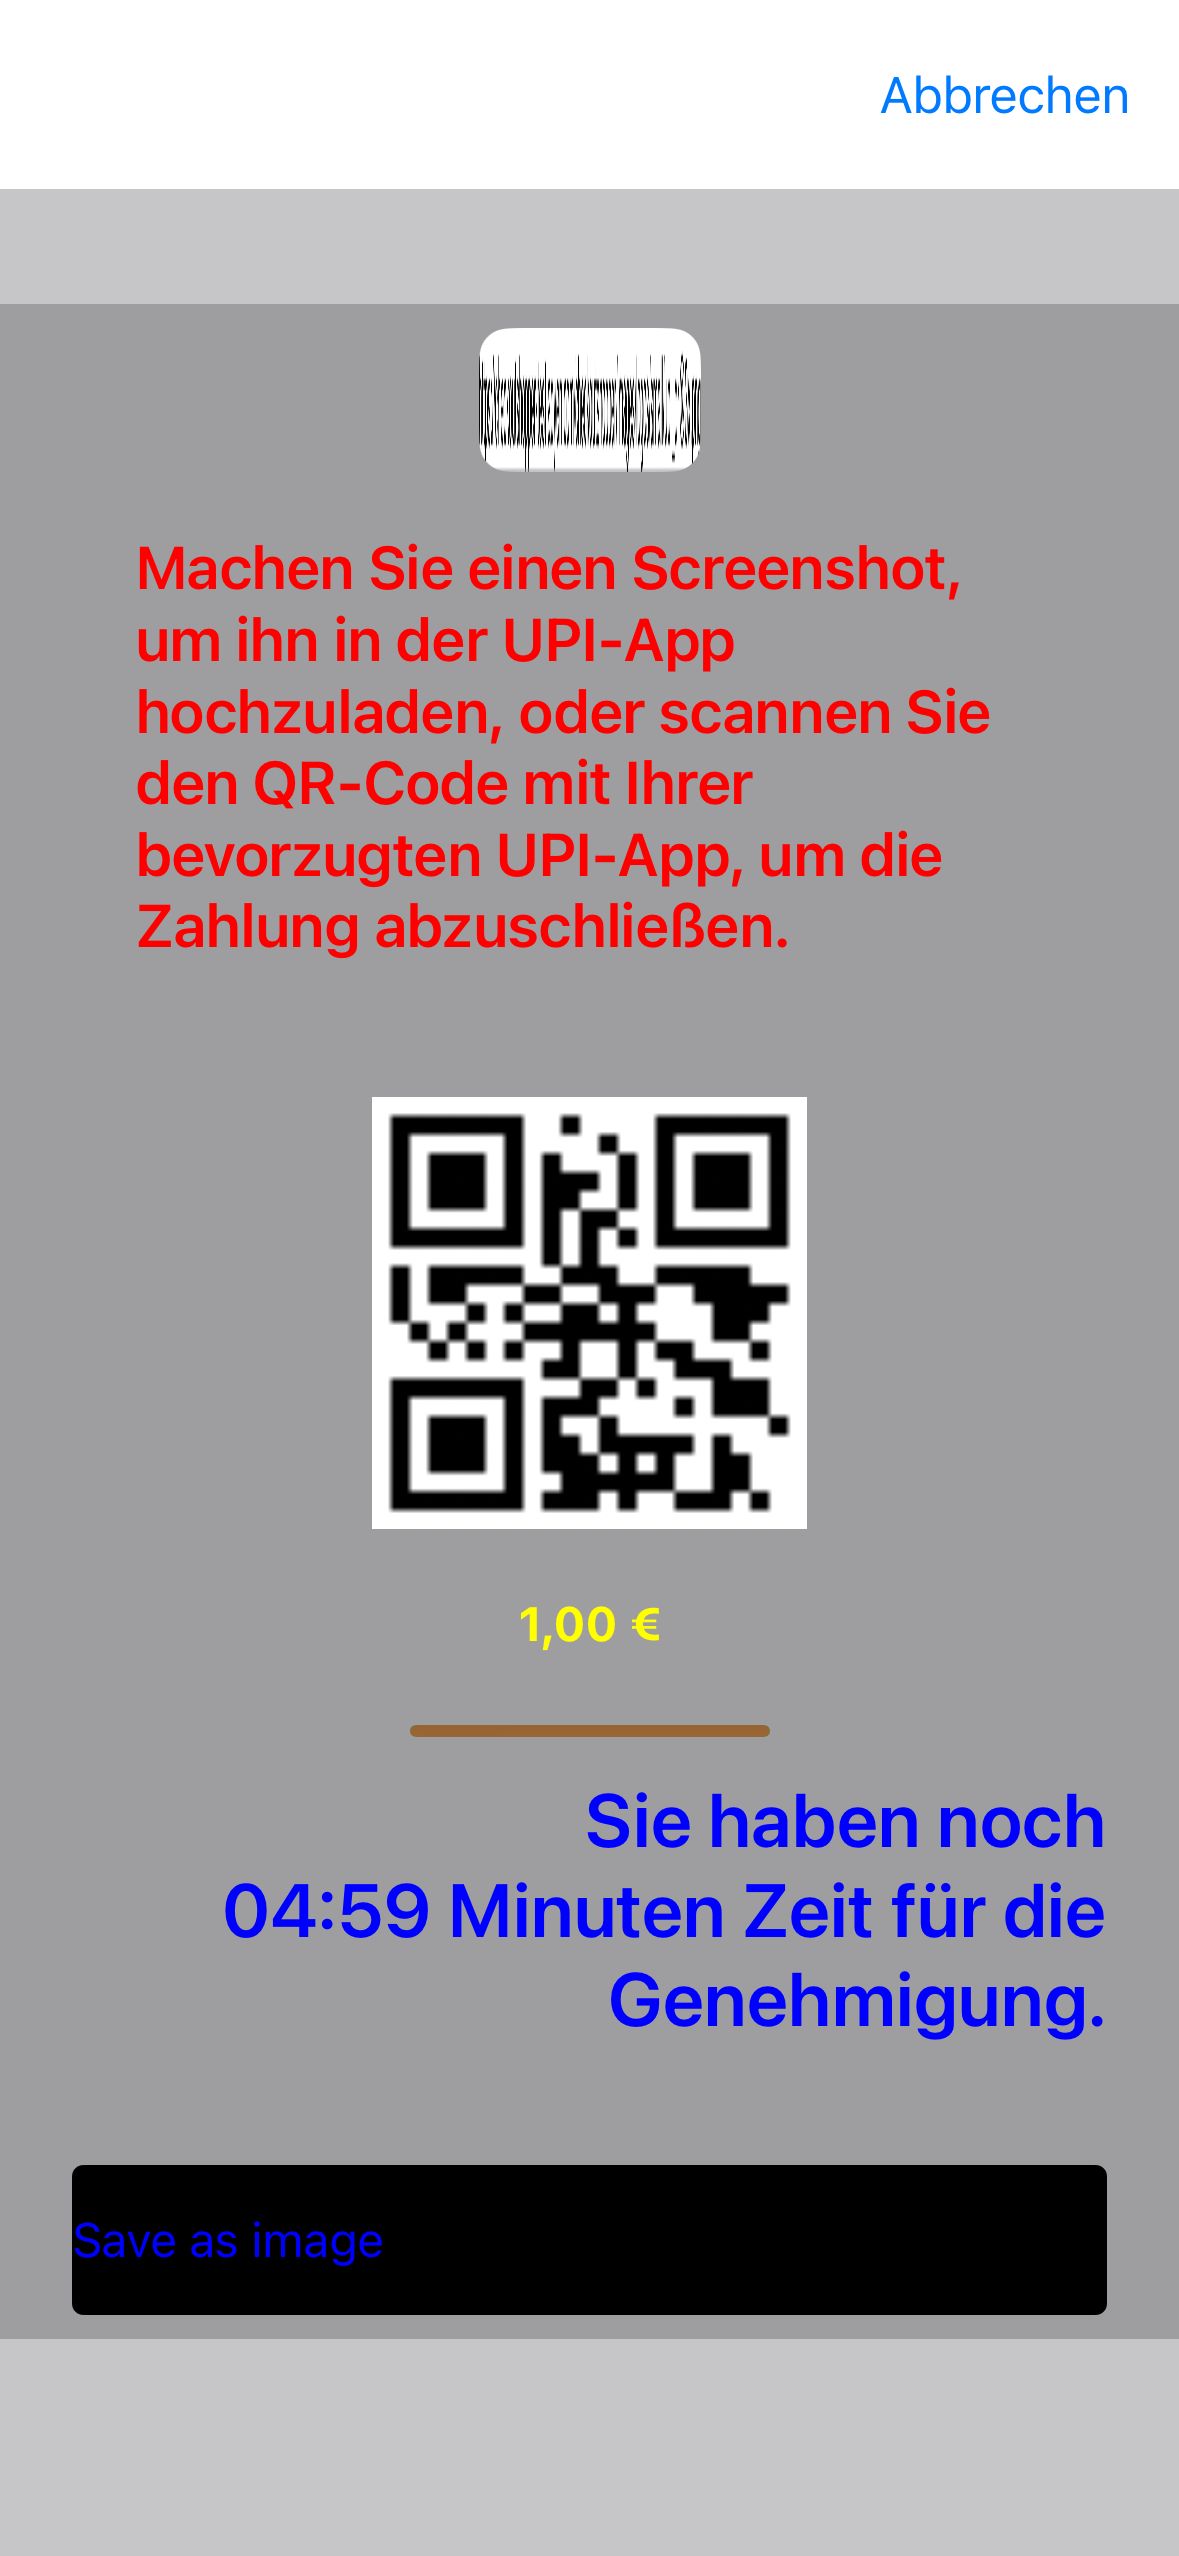 Abbrechen
Machen Sie einen Screenshot,
um ihn in der UPI-App
hochzuladen, oder scannen Sie
den QR-Code mit Ihrer
bevorzugten UPI-App, um die
Zahlung abzuschließen.
1,00 €
Sie haben noch
04:59 Minuten Zeit für die
Genehmigung.
Save as image